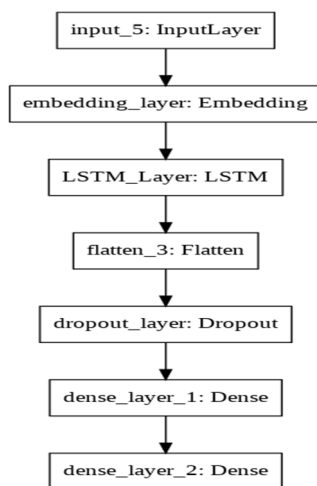 input_5: InputLayer
embedding_layer: Embedding
LSTM_Layer: LSTM
flatten_3: Flatten
dropout_layer: Dropout
dense_layer_1: Dense
dense_layer_2: Dense